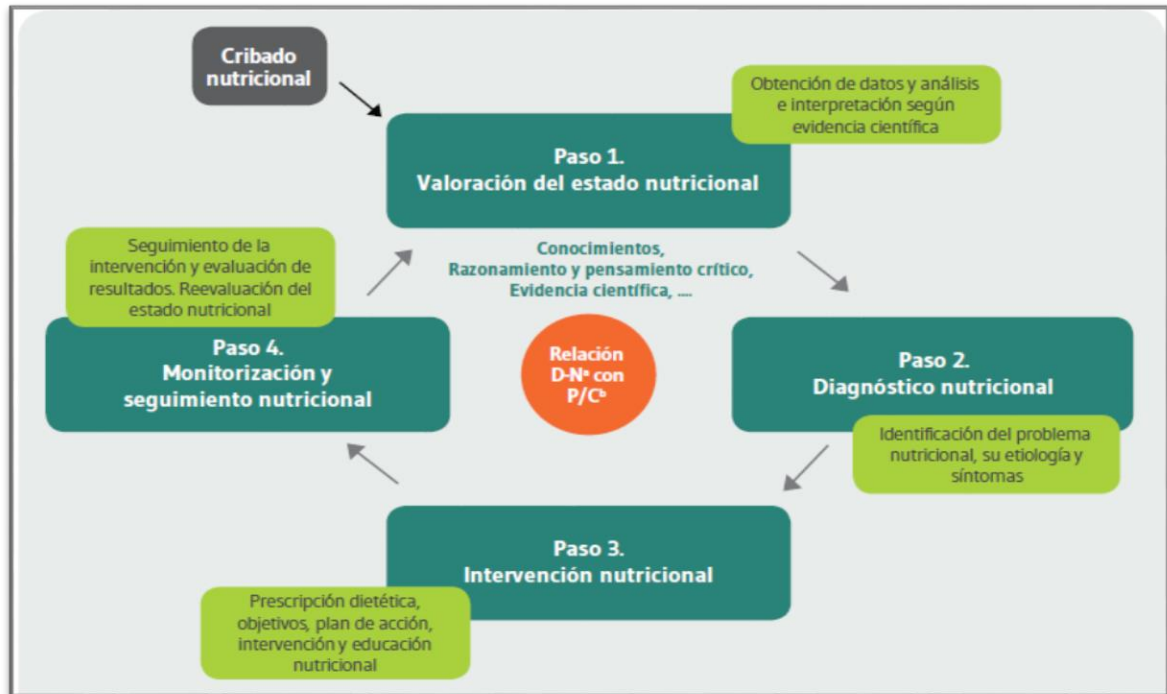 Cribado
nutricional
Obtención de datos y análisis
e interpretación según
evidencia científica
Paso 1.
Valoración del estado nutricional
Conocimientos,
Razonamiento y pensamiento crítico,
Evidencia científica, ....
Seguimiento de la
intervención y evaluación de
resultados. Reevaluación del
estado nutricional
Paso 4.
Monitorización y
seguimiento nutricional
Relación
D-Nᵃ con
P/Cᵇ
Paso 2.
Diagnóstico nutricional
Identificación del problema
nutricional, su etiología y
síntomas
Paso 3.
Intervención nutricional
Prescripción dietética,
objetivos, plan de acción,
intervención y educación
nutricional